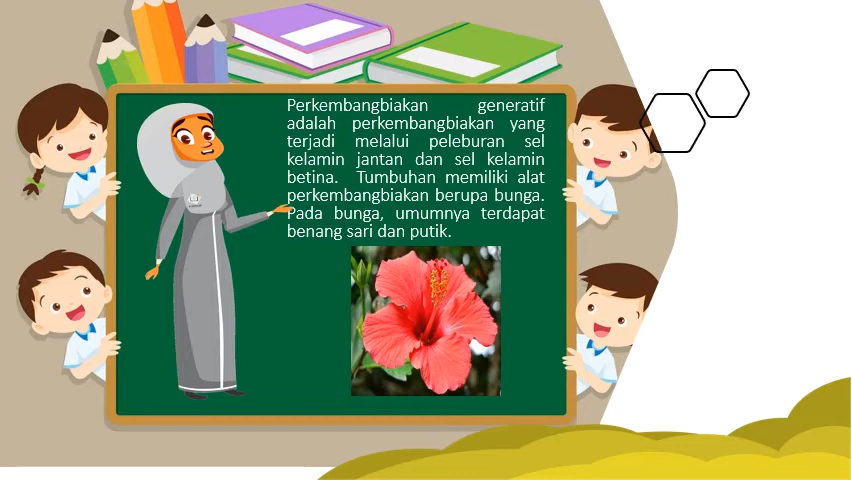 Perkembangbiakan generatif
adalah perkembangbiakan yang
terjadi melalui peleburan sel
kelamin jantan dan sel kelamin
betina. Tumbuhan memiliki alat
perkembangbiakan berupa bunga.
Pada bunga, umumnya terdapat
benang sari dan putik.